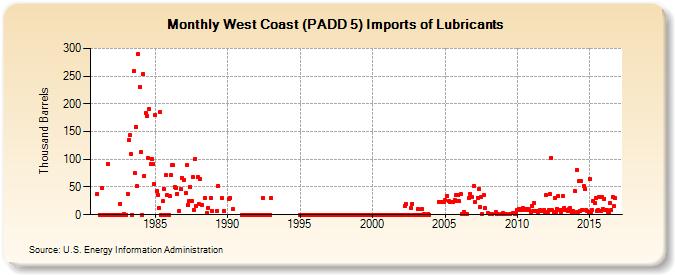 Monthly West Coast (PADD 5) Imports of Lubricants
Thousand Barrels
300
250
200
150
100
50
0
1985 1990 1995 2000 2005 2010 2015
Source: U.S. Energy Information Administration